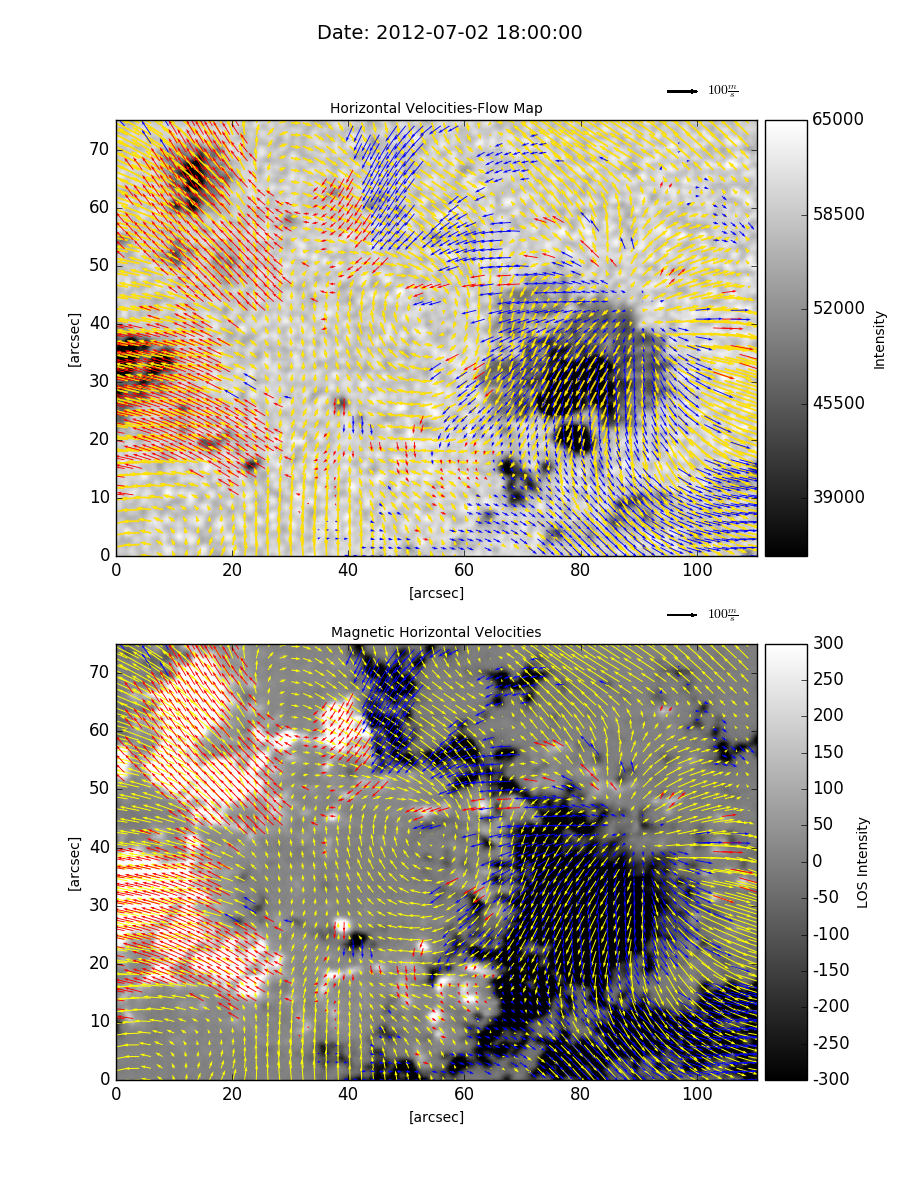 Date: 2012-07-02 18:00:00
100 m/s
Horizontal Velocities-Flow Map
70
60
50
40
30
20
10
0
[arcsec]
0 20 40 60 80 100
[arcsec]
65000
58500
52000
45500
39000
Intensity
100 m/s
Magnetic Horizontal Velocities
70
60
50
40
30
20
10
0
[arcsec]
0 20 40 60 80 100
[arcsec]
300
250
200
150
100
50
0
-50
-100
-150
-200
-250
-300
LOS Intensity